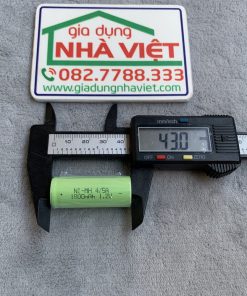 gia dụng
NHÀ VIỆT
082.7788.333
www.giadungnhaviet.com
mm/inch
43.0
OFF
ON
ZERO
NI-MH 4/5A
1800mAh 1.2V